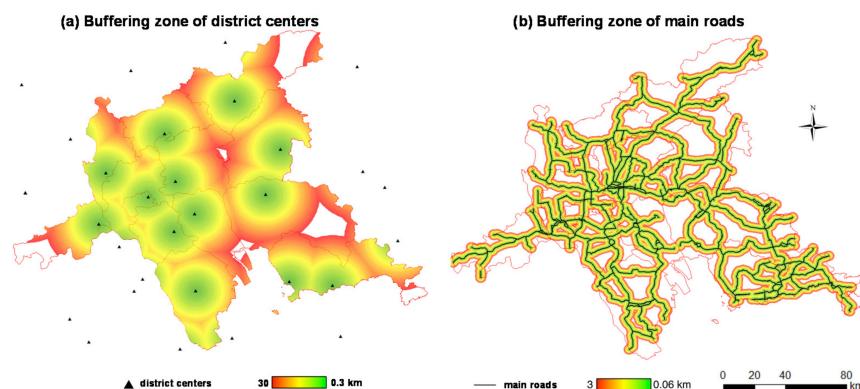 (a) Buffering zone of district centers
(b) Buffering zone of main roads
N
district centers
30
0.3 km
main roads
3
0.06 km
0 20 40 80
km